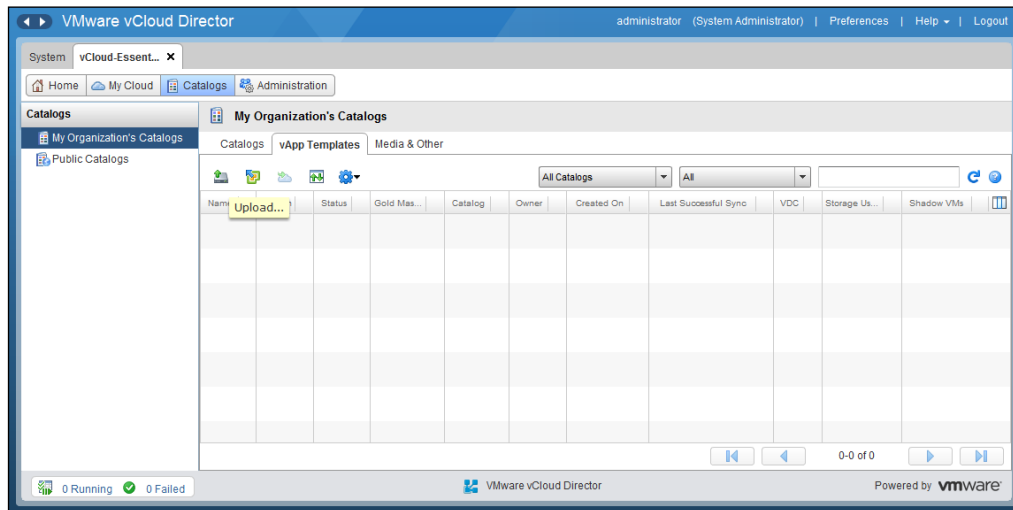 VMware vCloud Director
administrator (System Administrator) | Preferences | Help | Logout
System vCloud-Essent...
Home My Cloud Catalogs Administration
Catalogs
My Organization's Catalogs
Public Catalogs
My Organization's Catalogs
Catalogs vApp Templates Media & Other
All Catalogs All
Upload...
Status Gold Mas... Catalog Owner Created On Last Successful Sync VDC Storage Us... Shadow VMs
0-0 of 0
0 Running 0 Failed
VMware vCloud Director
Powered by vmware